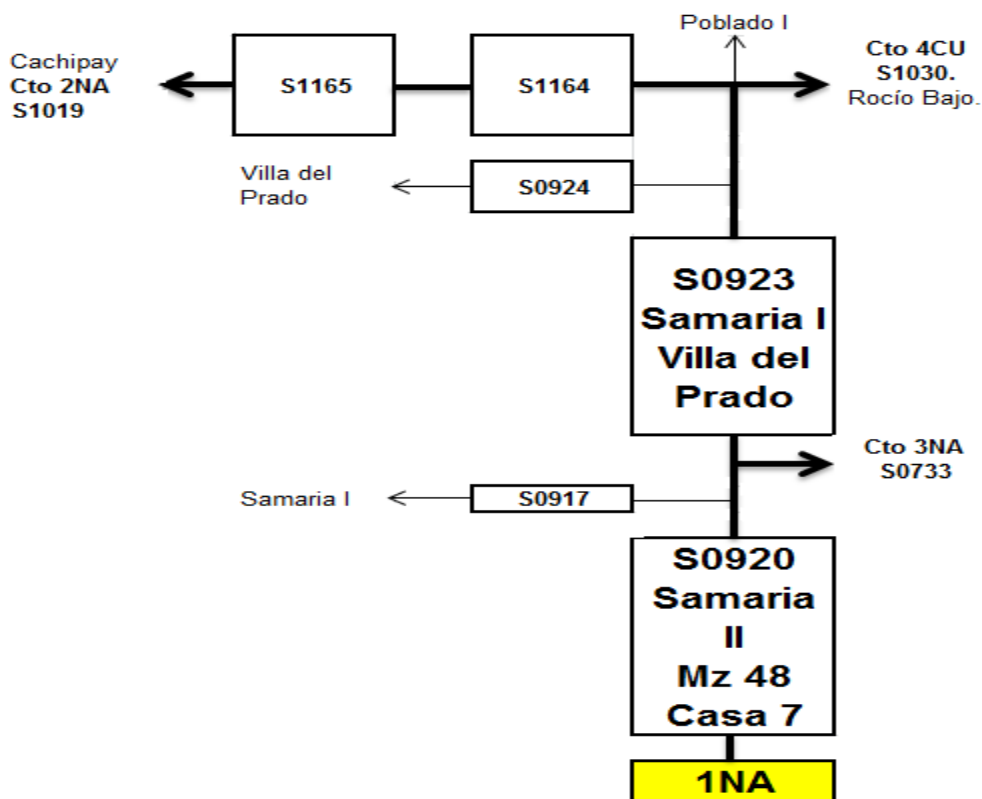 Poblado I
Cachipay
Cto 2NA
S1019
S1165
S1164
Cto 4CU
S1030.
Rocío Bajo.
Villa del
Prado
S0924
S0923
Samaria I
Villa del
Prado
Cto 3NA
S0733
Samaria I
S0917
S0920
Samaria
II
Mz 48
Casa 7
1NA